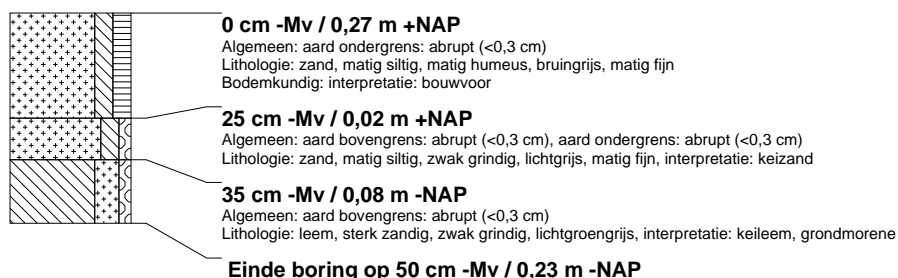 0 cm -Mv / 0,27 m +NAP
Algemeen: aard ondergrens: abrupt (<0,3 cm)
Lithologie: zand, matig siltig, matig humeus, bruingrijs, matig fijn
Bodemkundig: interpretatie: bouwvoor
25 cm -Mv / 0,02 m +NAP
Algemeen: aard bovengrens: abrupt (<0,3 cm), aard ondergrens: abrupt (<0,3 cm)
Lithologie: zand, matig siltig, zwak grindig, lichtgrijs, matig fijn, interpretatie: keizand
35 cm -Mv / 0,08 m -NAP
Algemeen: aard bovengrens: abrupt (<0,3 cm)
Lithologie: leem, sterk zandig, zwak grindig, lichtgroengrijs, interpretatie: keileem, grondmorene
Einde boring op 50 cm -Mv / 0,23 m -NAP